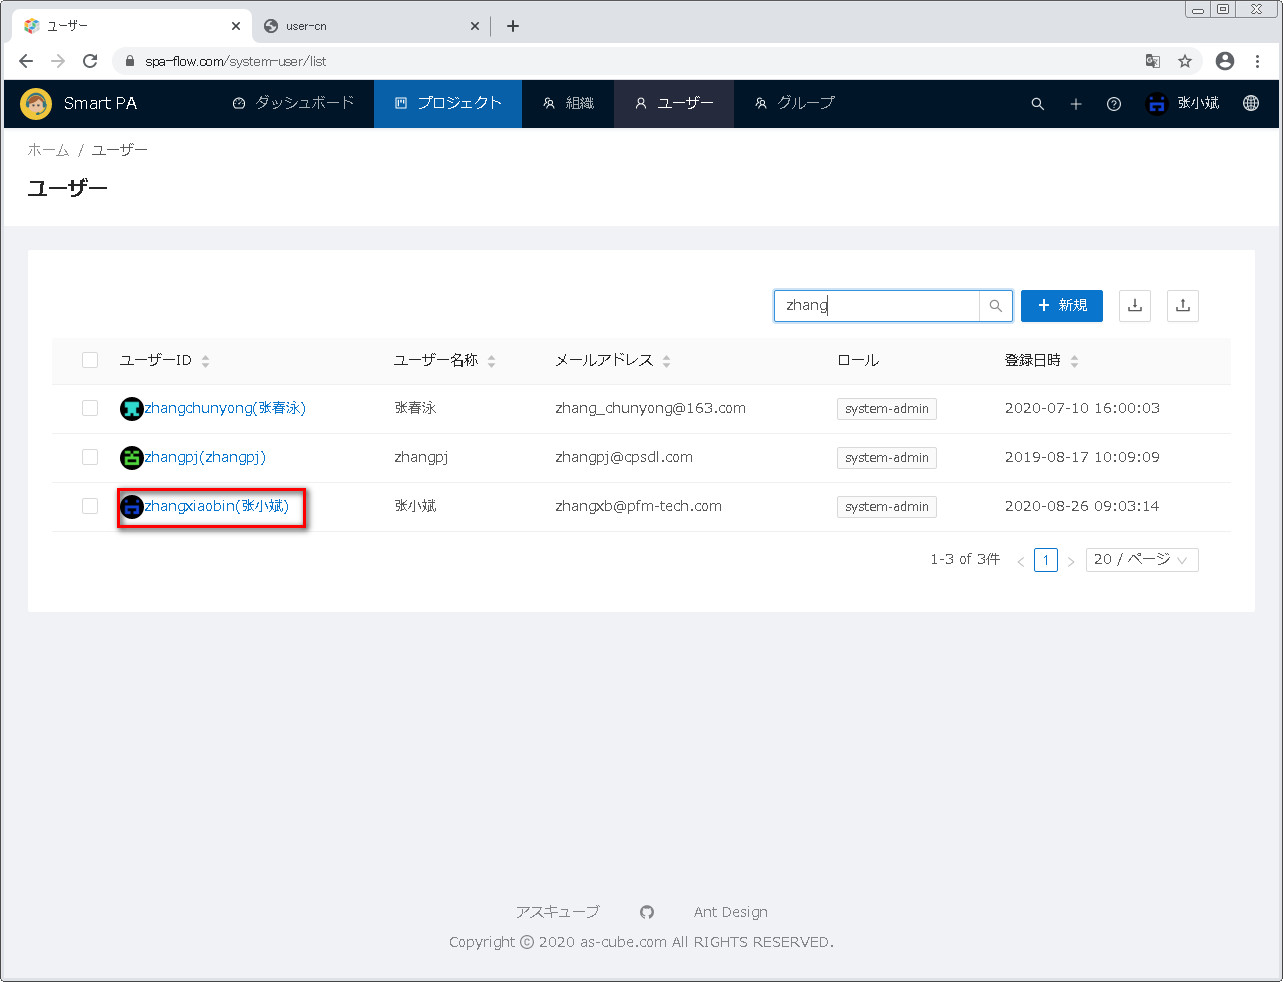 ユーザー
user-cn
spa-flow.com/system-user/list
Smart PA ダッシュボード プロジェクト 組織 ユーザー グループ 张小斌
ホーム / ユーザー
ユーザー
zhang + 新規
ユーザーID ユーザー名称 メールアドレス ロール 登録日時
zhangchunyong(张春泳) 张春泳 zhang_chunyong@163.com system-admin 2020-07-10 16:00:03
zhangpj(zhangpj) zhangpj zhangpj@cpsdl.com system-admin 2019-08-17 10:09:09
zhangxiaobin(张小斌) 张小斌 zhangxb@pfm-tech.com system-admin 2020-08-26 09:03:14
1-3 of 3件 < 1 > 20 / ページ
アスキューブ Ant Design
Copyright © 2020 as-cube.com All RIGHTS RESERVED.